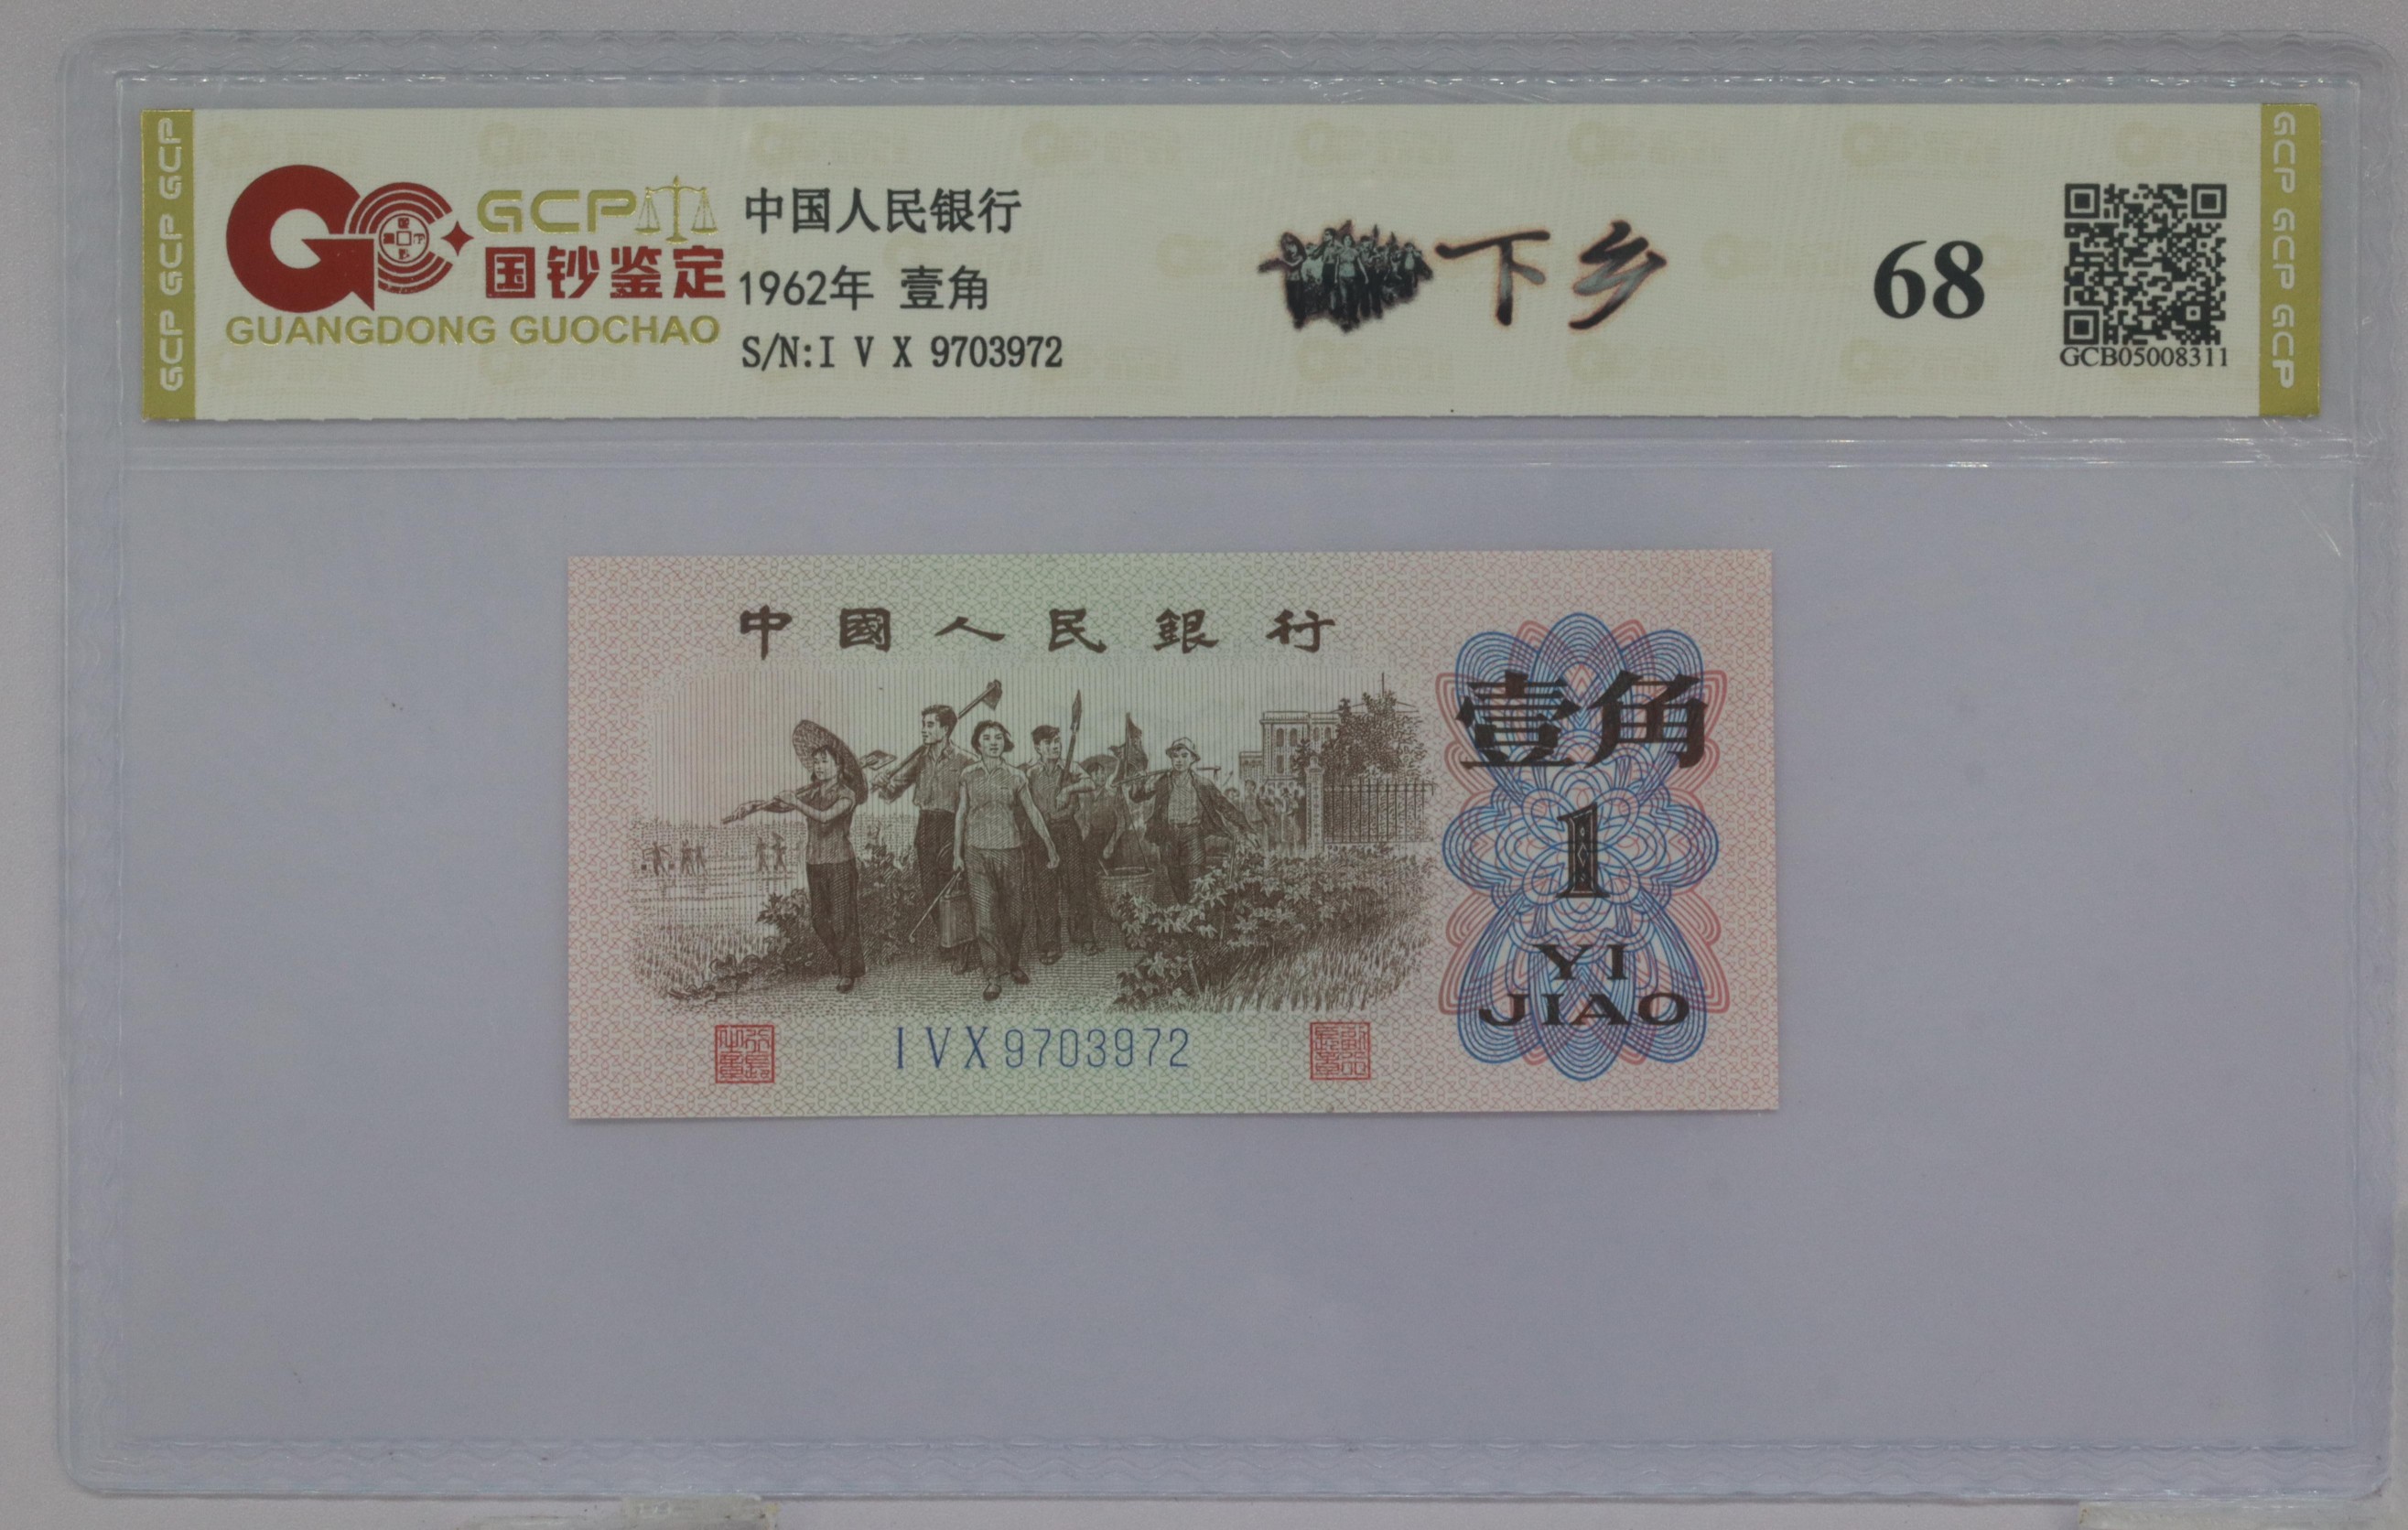 GCP GCP GCP
GCP
国钞鉴定
GUANGDONG GUOCHAO
中国人民银行
1962年 壹角
S/N:I V X 9703972
下乡
68
GCB05008311
GCP GCP GCP
中國人民銀行
壹角
1
YI
JIAO
I V X 9703972